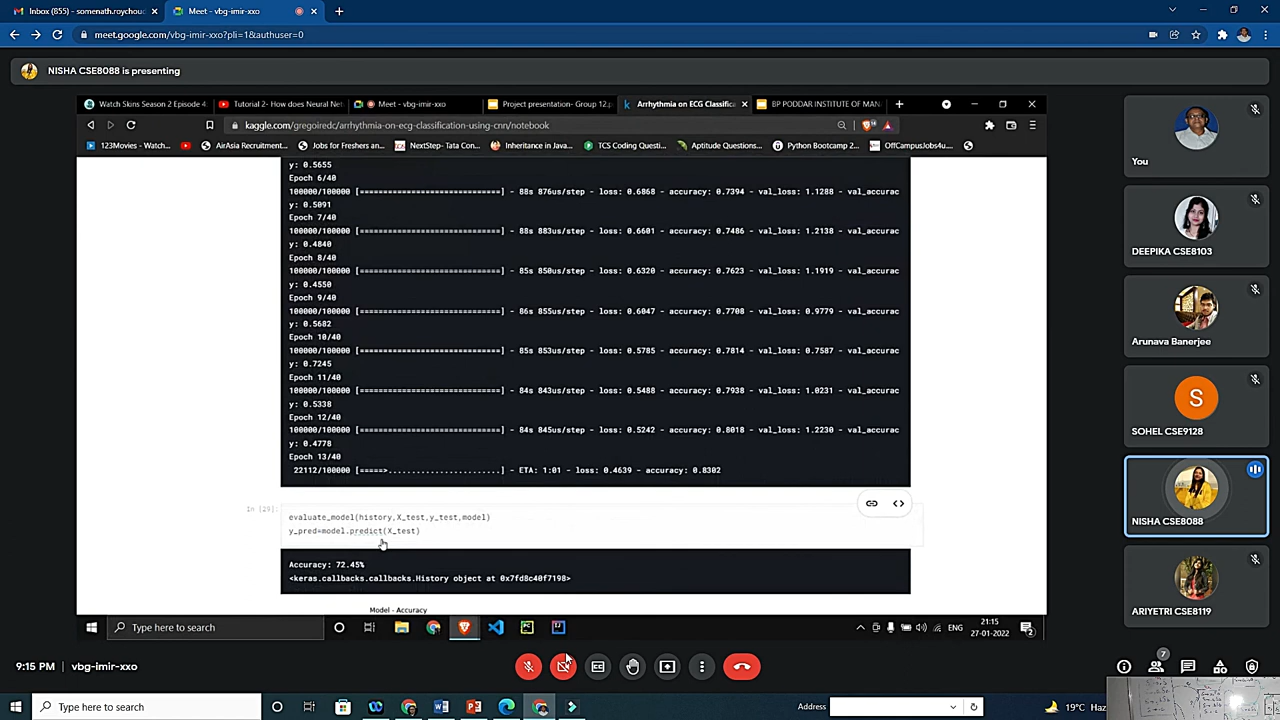 Inbox (855) - somenath.roychou
Meet - vbg-imir-xxo
meet.google.com/vbg-imir-xxo?pli=1&authuser=0
NISHA CSE8088 is presenting
Watch Skins Season 2 Episode 4
Tutorial 2- How does Neural Ne
Meet - vbg-imir-xxo
Project presentation- Group 12.p
Arrhythmia on ECG Classifica
BP PODDAR INSTITUTE OF MAN
kaggle.com/gregoiredc/arrhythmia-on-ecg-classification-using-cnn/notebook
123Movies - Watch...
AirAsia Recruitment...
Jobs for Freshers an...
NextStep- Tata Con...
Inheritance in Java...
TCS Coding Questi...
Aptitude Questions...
Python Bootcamp 2...
OffCampusJobs4u...
y: 0.5655
Epoch 6/40
100000/100000 [==============================] - 88s 876us/step - loss: 0.6868 - accuracy: 0.7394 - val_loss: 1.1288 - val_accurac
y: 0.5091
Epoch 7/40
100000/100000 [==============================] - 88s 883us/step - loss: 0.6601 - accuracy: 0.7486 - val_loss: 1.2138 - val_accurac
y: 0.4840
Epoch 8/40
100000/100000 [==============================] - 85s 850us/step - loss: 0.6320 - accuracy: 0.7623 - val_loss: 1.1919 - val_accurac
y: 0.4550
Epoch 9/40
100000/100000 [==============================] - 86s 855us/step - loss: 0.6047 - accuracy: 0.7708 - val_loss: 0.9779 - val_accurac
y: 0.5682
Epoch 10/40
100000/100000 [==============================] - 85s 853us/step - loss: 0.5785 - accuracy: 0.7814 - val_loss: 0.7587 - val_accurac
y: 0.7245
Epoch 11/40
100000/100000 [==============================] - 84s 843us/step - loss: 0.5488 - accuracy: 0.7938 - val_loss: 1.0231 - val_accurac
y: 0.5338
Epoch 12/40
100000/100000 [==============================] - 84s 845us/step - loss: 0.5242 - accuracy: 0.8018 - val_loss: 1.2230 - val_accurac
y: 0.4778
Epoch 13/40
22112/100000 [=====>........................] - ETA: 1:01 - loss: 0.4639 - accuracy: 0.8302
In [29]:
evaluate_model(history,X_test,y_test,model)
y_pred=model.predict(X_test)
Accuracy: 72.45%
<keras.callbacks.callbacks.History object at 0x7fd8c40f7198>
Model - Accuracy
Type here to search
ENG
21:15
27-01-2022
2
You
DEEPIKA CSE8103
Arunava Banerjee
S
SOHEL CSE9128
NISHA CSE8088
ARIYETRI CSE8119
9:15 PM
vbg-imir-xxo
7
Type here to search
Address
19°C Haz